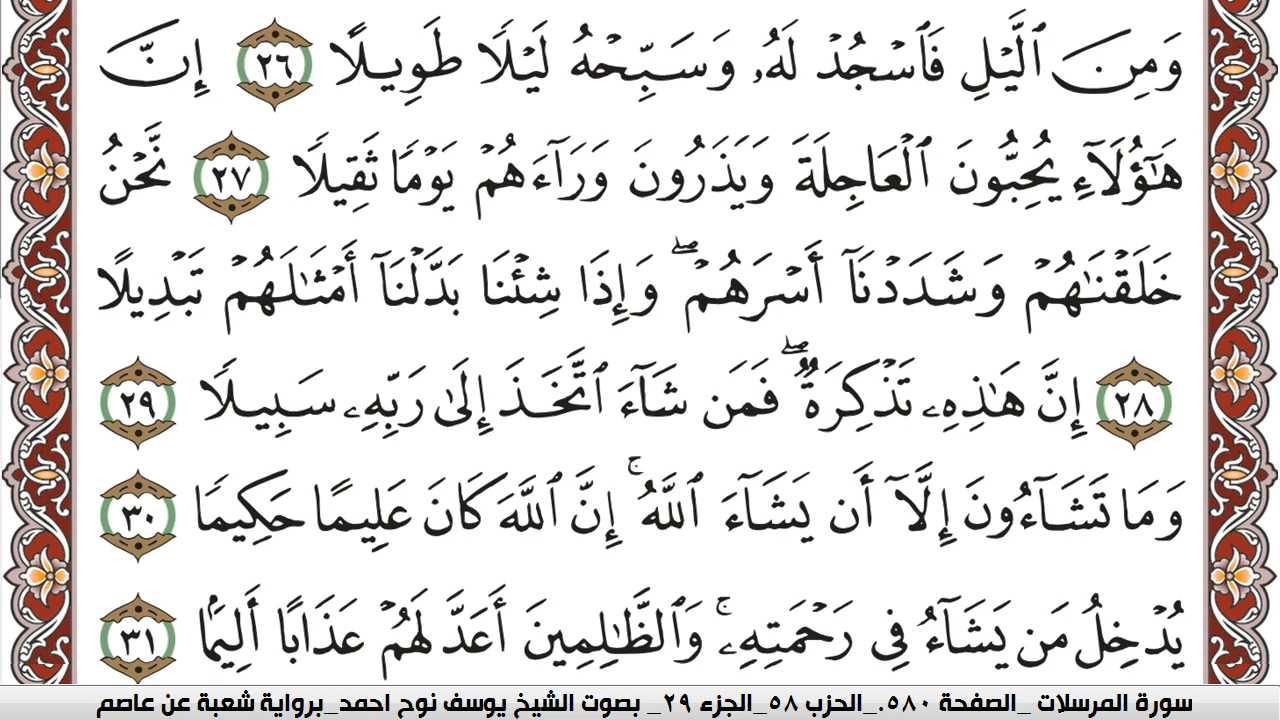 وَمِنَ ٱلَّيْلِ فَٱسْجُدْ لَهُۥ وَسَبِّحْهُ لَيْلًا طَوِيلًا ٢٦ إِنَّ
هَٰٓؤُلَآءِ يُحِبُّونَ ٱلْعَاجِلَةَ وَيَذَرُونَ وَرَآءَهُمْ يَوْمًا ثَقِيلًا ٢٧ نَّحْنُ
خَلَقْنَٰهُمْ وَشَدَدْنَآ أَسْرَهُمْ ۖ وَإِذَا شِئْنَا بَدَّلْنَآ أَمْثَٰلَهُمْ تَبْدِيلًا
٢٨ إِنَّ هَٰذِهِۦ تَذْكِرَةٌ ۖ فَمَن شَآءَ ٱتَّخَذَ إِلَىٰ رَبِّهِۦ سَبِيلًا ٢٩
وَمَا تَشَآءُونَ إِلَّآ أَن يَشَآءَ ٱللَّهُ ۚ إِنَّ ٱللَّهَ كَانَ عَلِيمًا حَكِيمًا ٣٠
يُدْخِلُ مَن يَشَآءُ فِى رَحْمَتِهِۦ ۚ وَٱلظَّٰلِمِينَ أَعَدَّ لَهُمْ عَذَابًا أَلِيمًۢا ٣١
سورة المرسلات _الصفحة ٥٨٠._الحزب ٥٨_الجزء ٢٩_ بصوت الشيخ يوسف نوح احمد_برواية شعبة عن عاصم